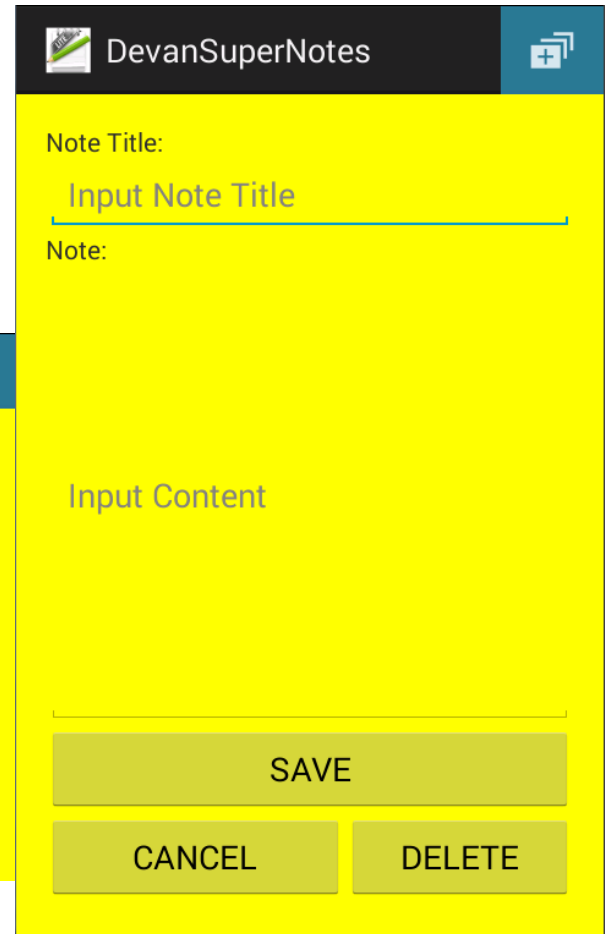 DevanSuperNotes
Note Title:
Input Note Title
Note:
Input Content
SAVE
CANCEL DELETE